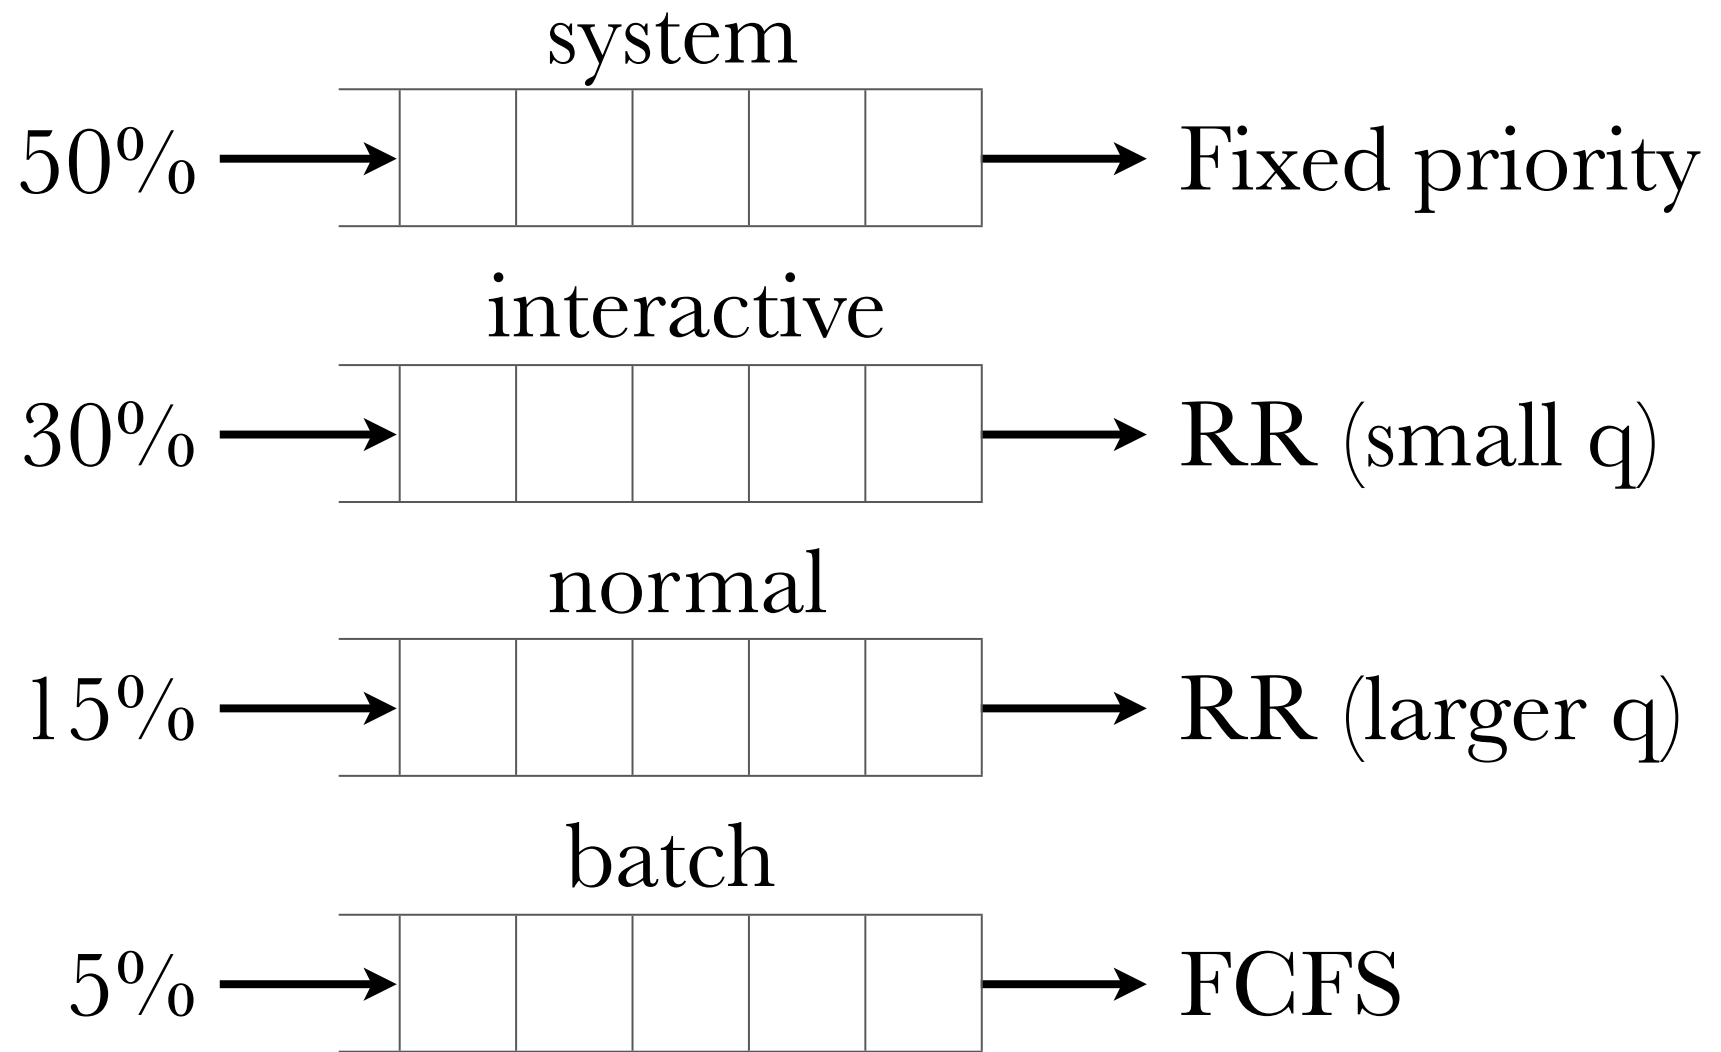 system
50% Fixed priority
interactive
30% RR (small q)
normal
15% RR (larger q)
batch
5% FCFS